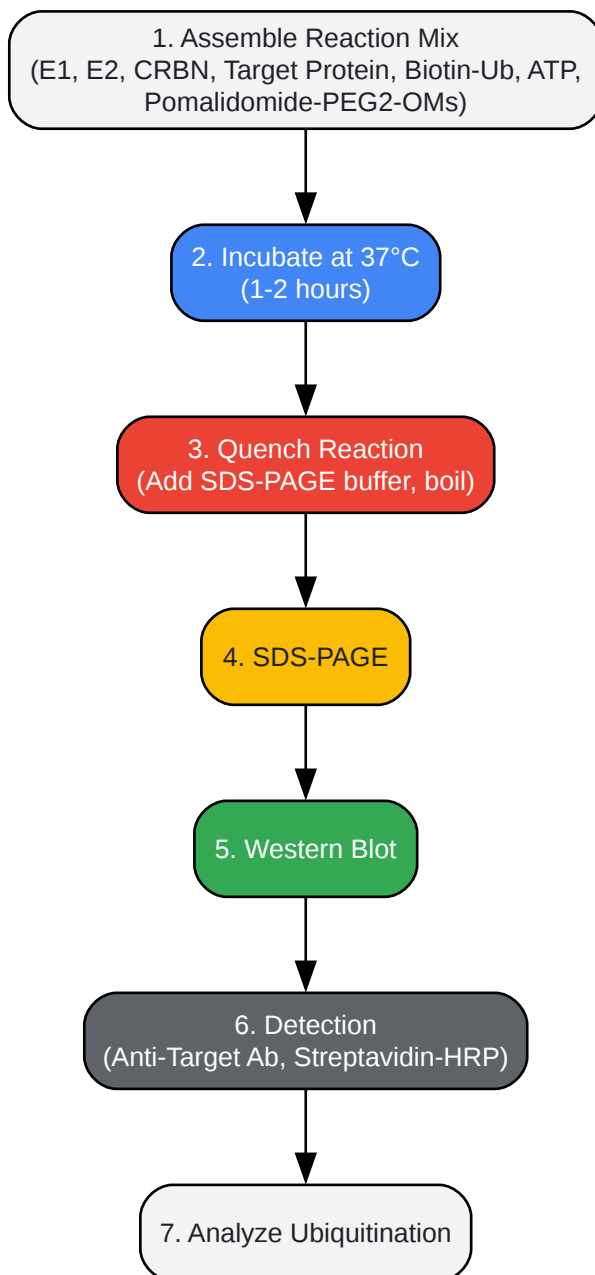 1. Assemble Reaction Mix
(E1, E2, CRBN, Target Protein, Biotin-Ub, ATP,
Pomalidomide-PEG2-OMs)
2. Incubate at 37°C
(1-2 hours)
3. Quench Reaction
(Add SDS-PAGE buffer, boil)
4. SDS-PAGE
5. Western Blot
6. Detection
(Anti-Target Ab, Streptavidin-HRP)
7. Analyze Ubiquitination